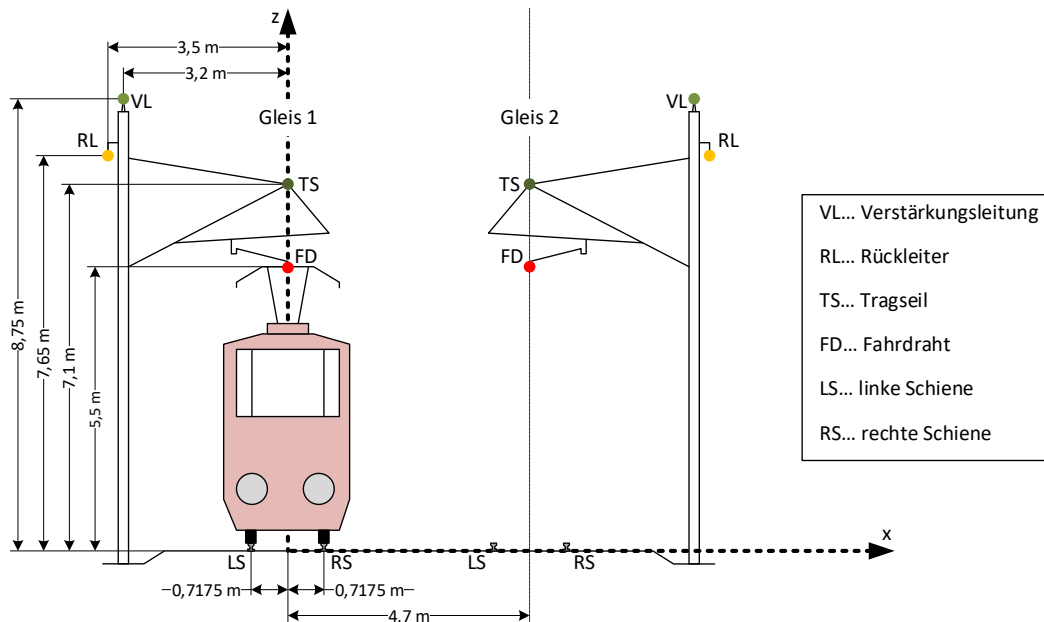 z
3,5 m
3,2 m
VL
VL
Gleis 1
Gleis 2
RL
RL
TS
TS
FD
FD
8,75 m
7,65 m
7,1 m
5,5 m
VL... Verstärkungsleitung
RL... Rückleiter
TS... Tragseil
FD... Fahrdraht
LS... linke Schiene
RS... rechte Schiene
x
LS
RS
LS
RS
0,7175 m
0,7175 m
4,7 m